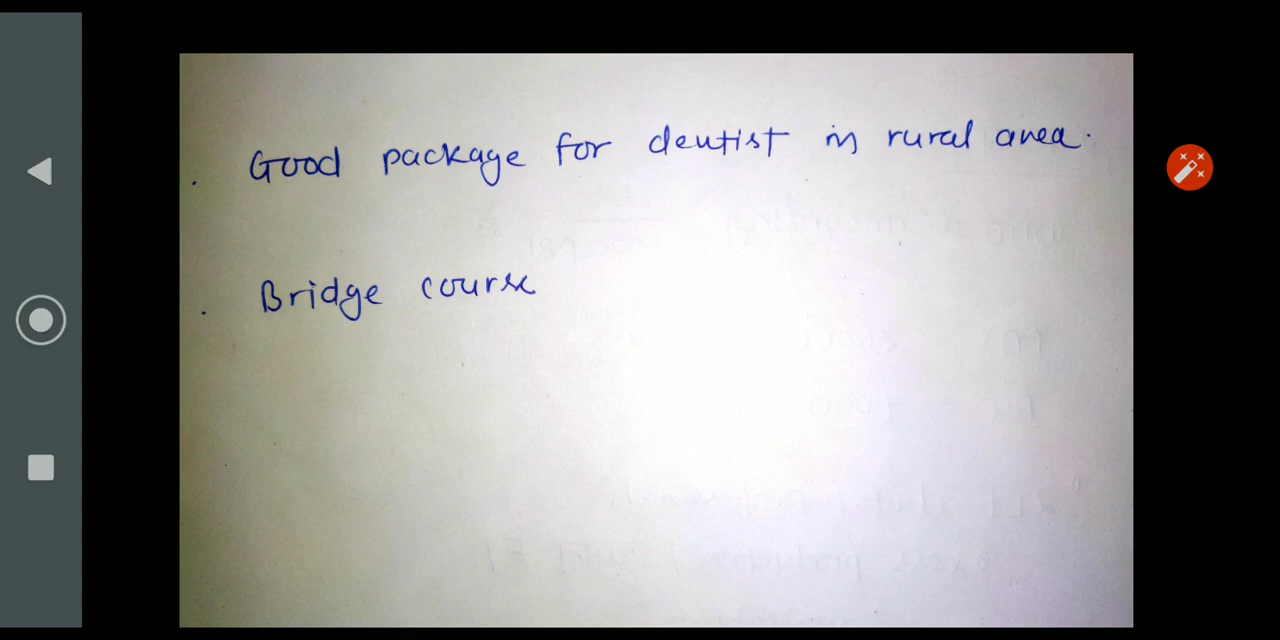 . Good package for dentist in rural area.
. Bridge course